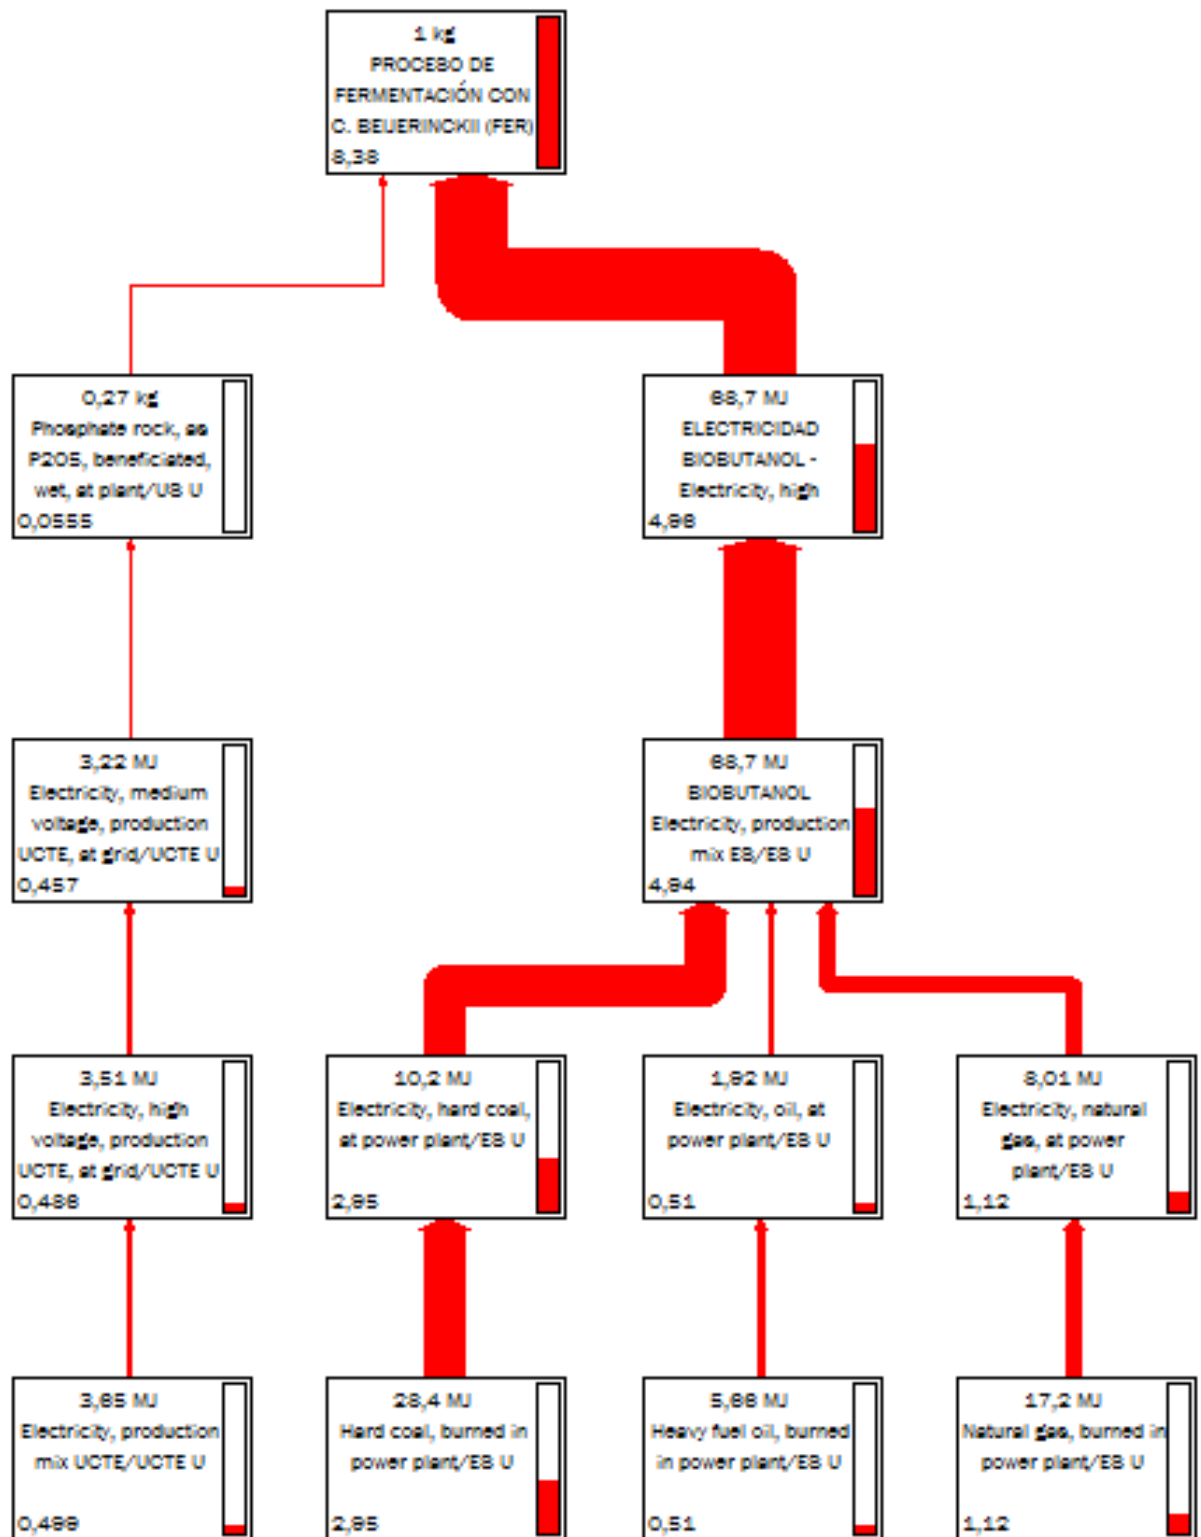 1 kg
PROCESO DE
FERMENTACIÓN CON
C. BEIJERINCKII (FER)
8,38
0,27 kg
Phosphate rock, as
P2O5, beneficiated,
wet, at plant/US U
0,0555
68,7 MJ
ELECTRICIDAD
BIOBUTANOL -
Electricity, high
4,96
3,22 MJ
Electricity, medium
voltage, production
UCTE, at grid/UCTE U
0,457
68,7 MJ
BIOBUTANOL
Electricity, production
mix ES/ES U
4,94
3,51 MJ
Electricity, high
voltage, production
UCTE, at grid/UCTE U
0,486
10,2 MJ
Electricity, hard coal,
at power plant/ES U
2,95
1,92 MJ
Electricity, oil, at
power plant/ES U
0,51
8,01 MJ
Electricity, natural
gas, at power
plant/ES U
1,12
3,65 MJ
Electricity, production
mix UCTE/UCTE U
0,499
28,4 MJ
Hard coal, burned in
power plant/ES U
2,95
5,66 MJ
Heavy fuel oil, burned
in power plant/ES U
0,51
17,2 MJ
Natural gas, burned in
power plant/ES U
1,12